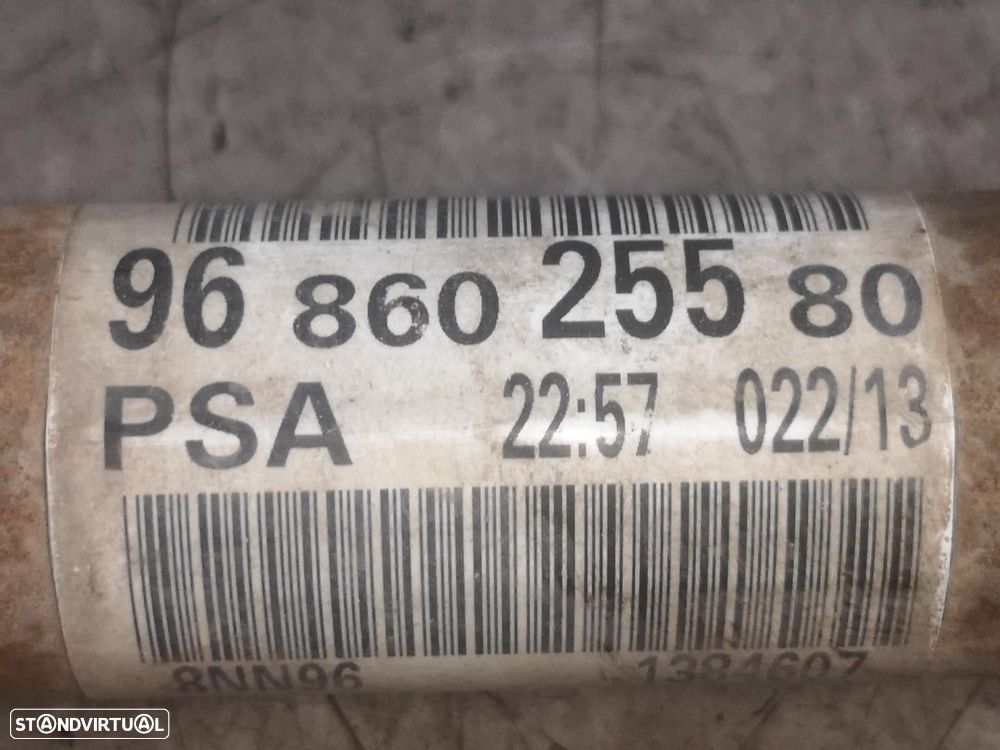 96 860 255 80
PSA 22:57 022/13
8NN96 1384607
STANDVIRTUAL